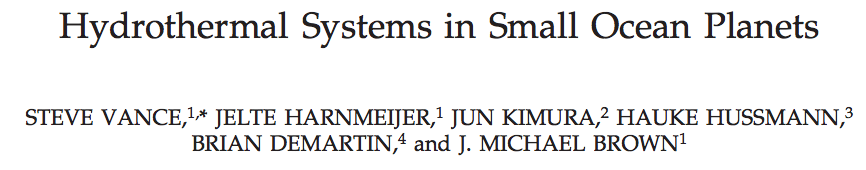 Hydrothermal Systems in Small Ocean Planets
STEVE VANCE,1,* JELTE HARNMEIJER,1 JUN KIMURA,2 HAUKE HUSSMANN,3
BRIAN DEMARTIN,4 and J. MICHAEL BROWN1